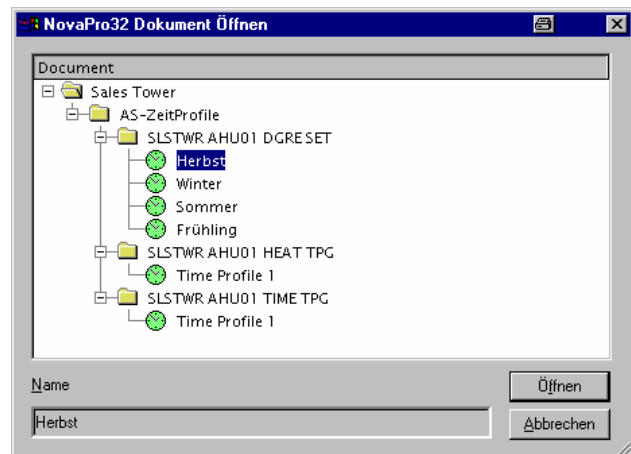 NovaPro32 Dokument Öffnen
Document
Sales Tower
AS-ZeitProfile
SLSTWR AHU01 DGRESET
Herbst
Winter
Sommer
Frühling
SLSTWR AHU01 HEAT TPG
Time Profile 1
SLSTWR AHU01 TIME TPG
Time Profile 1
Name
Öffnen
Herbst
Abbrechen